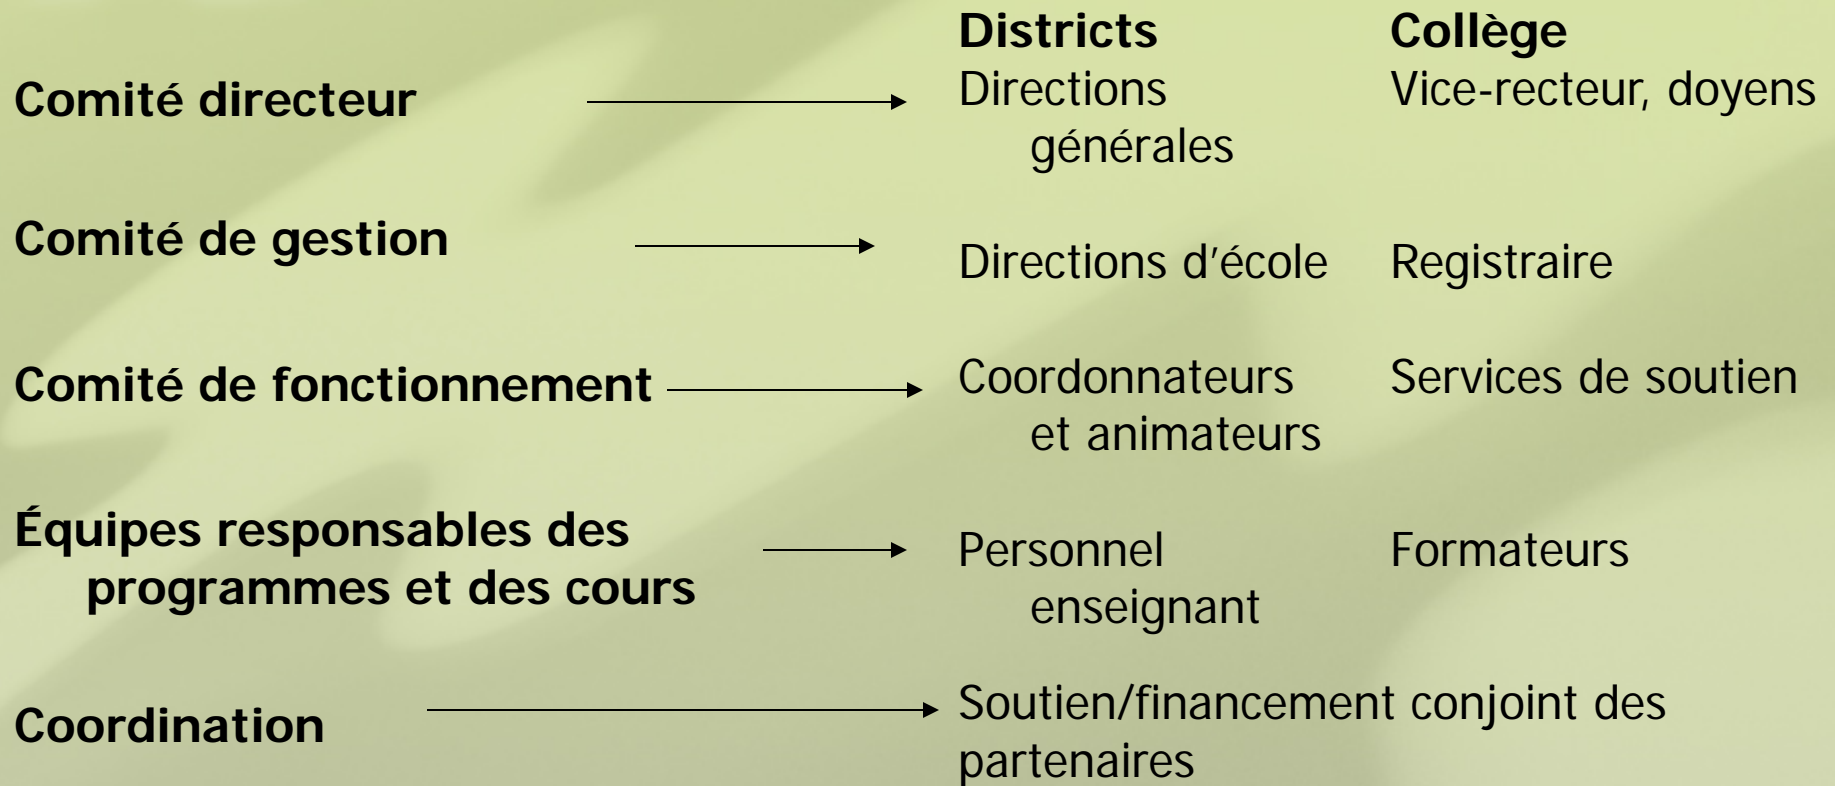 Districts Collège
Comité directeur Directions Vice-recteur, doyens
générales
Comité de gestion Directions d'école Registraire
Comité de fonctionnement Coordonnateurs Services de soutien
et animateurs
Équipes responsables des Personnel Formateurs
programmes et des cours enseignant
Coordination Soutien/financement conjoint des
partenaires